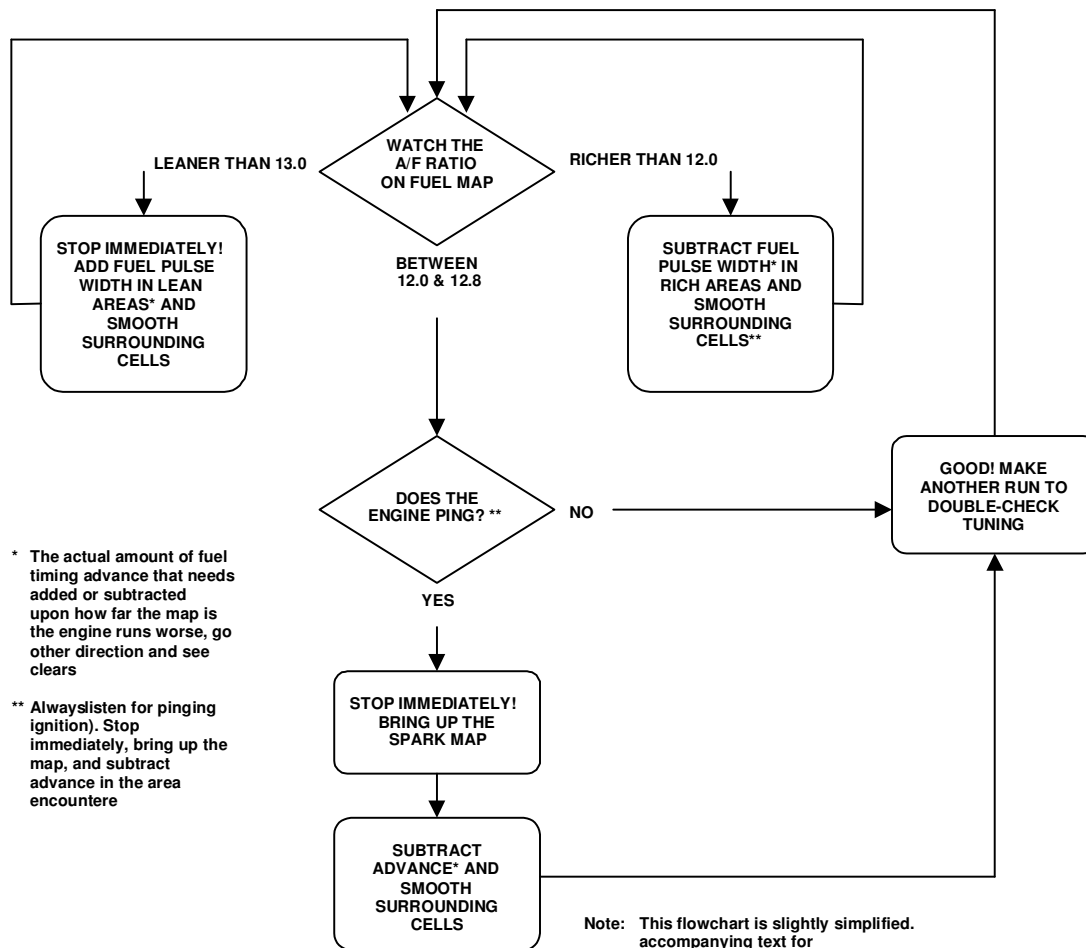 WATCH THE
A/F RATIO
ON FUEL MAP
LEANER THAN 13.0
RICHER THAN 12.0
STOP IMMEDIATELY!
ADD FUEL PULSE
WIDTH IN LEAN
AREAS* AND
SMOOTH
SURROUNDING
CELLS
BETWEEN
12.0 & 12.8
SUBTRACT FUEL
PULSE WIDTH* IN
RICH AREAS AND
SMOOTH
SURROUNDING
CELLS**
DOES THE
ENGINE PING? **
NO
GOOD! MAKE
ANOTHER RUN TO
DOUBLE-CHECK
TUNING
YES
STOP IMMEDIATELY!
BRING UP THE
SPARK MAP
SUBTRACT
ADVANCE* AND
SMOOTH
SURROUNDING
CELLS
* The actual amount of fuel
timing advance that needs
added or subtracted
upon how far the map is
the engine runs worse, go
other direction and see
clears
** Alwayslisten for pinging
ignition). Stop
immediately, bring up the
map, and subtract
advance in the area
encountere
Note: This flowchart is slightly simplified.
accompanying text for